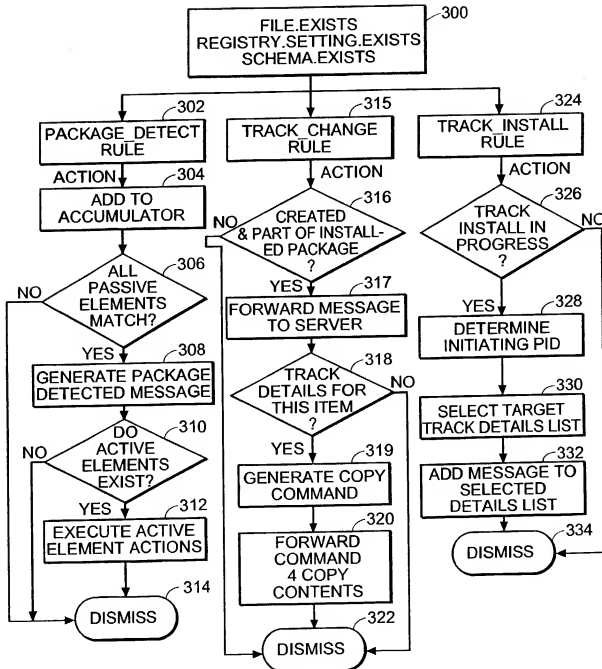 300
FILE.EXISTS
REGISTRY.SETTING.EXISTS
SCHEMA.EXISTS
302
PACKAGE_DETECT
RULE
ACTION
304
ADD TO
ACCUMULATOR
306
ALL
PASSIVE
ELEMENTS
MATCH?
NO
YES
308
GENERATE PACKAGE
DETECTED MESSAGE
310
DO
ACTIVE
ELEMENTS
EXIST?
NO
YES
312
EXECUTE ACTIVE
ELEMENT ACTIONS
314
DISMISS
315
TRACK_CHANGE
RULE
ACTION
316
NO
CREATED
& PART OF INSTALL-
ED PACKAGE
?
YES
317
FORWARD MESSAGE
TO SERVER
318
TRACK
DETAILS FOR
THIS ITEM
?
NO
YES
319
GENERATE COPY
COMMAND
320
FORWARD
COMMAND
4 COPY
CONTENTS
322
DISMISS
324
TRACK_INSTALL
RULE
ACTION
326
TRACK
INSTALL IN
PROGRESS
?
NO
YES
328
DETERMINE
INITIATING PID
330
SELECT TARGET
TRACK DETAILS LIST
332
ADD MESSAGE TO
SELECTED
DETAILS LIST
334
DISMISS